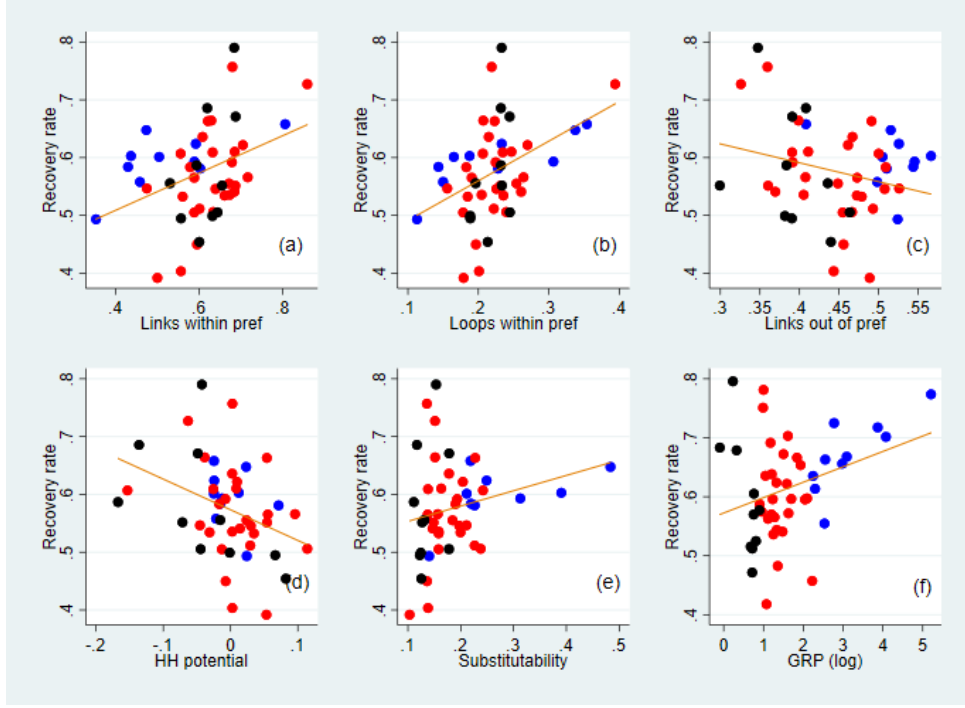 Recovery rate
.8
.7
.6
.5
.4
(a)
.4 .6 .8
Links within pref
Recovery rate
.8
.7
.6
.5
.4
(b)
.1 .2 .3 .4
Loops within pref
Recovery rate
.8
.7
.6
.5
.4
(c)
.3 .35 .4 .45 .5 .55
Links out of pref
Recovery rate
.8
.7
.6
.5
.4
(d)
-.2 -.1 0 .1
HH potential
Recovery rate
.8
.7
.6
.5
.4
(e)
.1 .2 .3 .4 .5
Substitutability
Recovery rate
.8
.7
.6
.5
.4
(f)
0 1 2 3 4 5
GRP (log)